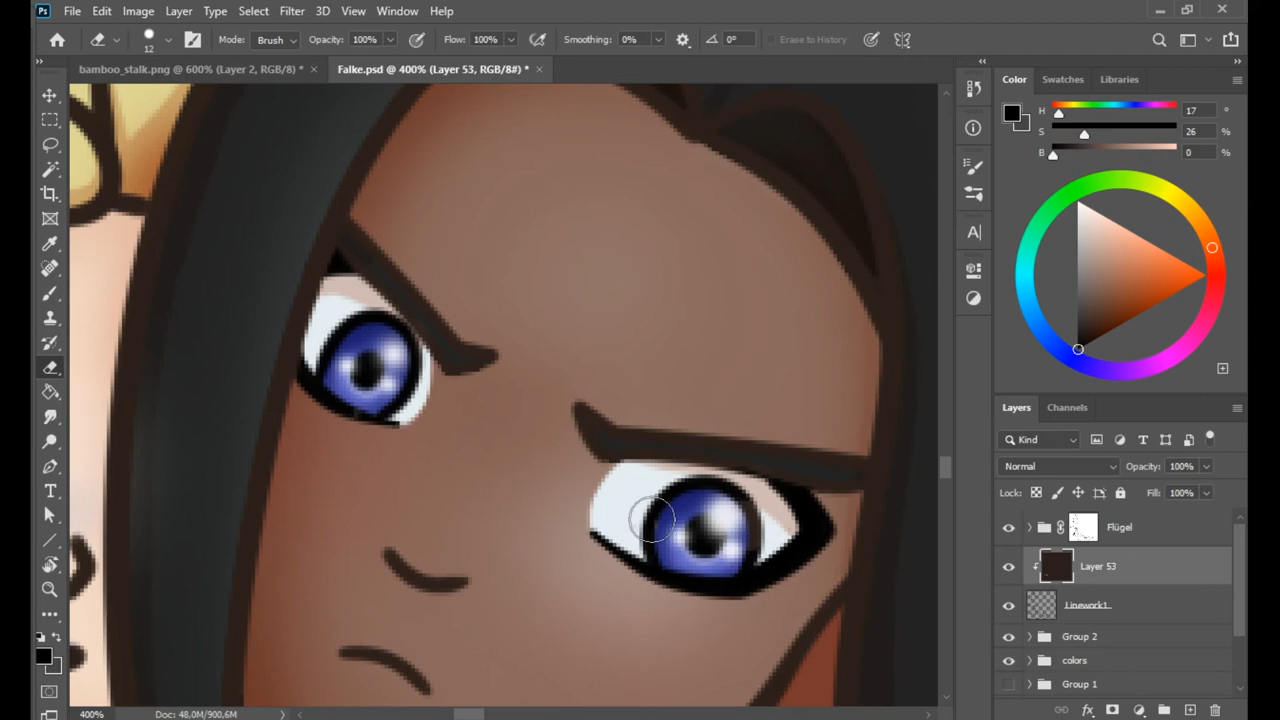 Ps File Edit Image Layer Type Select Filter 3D View Window Help
12 Mode: Brush Opacity: 100% Flow: 100% Smoothing: 0% 0° Erase to History
bamboo_stalk.png @ 600% (Layer 2, RGB/8) * × Falke.psd @ 400% (Layer 53, RGB/8#) * ×
Color Swatches Libraries
H 17 °
S 26 %
B 0 %
Layers Channels
Kind
Normal Opacity: 100%
Lock: Fill: 100%
Flügel
Layer 53
Linework1
Group 2
colors
Group 1
400% Doc: 48,0M/900,6M